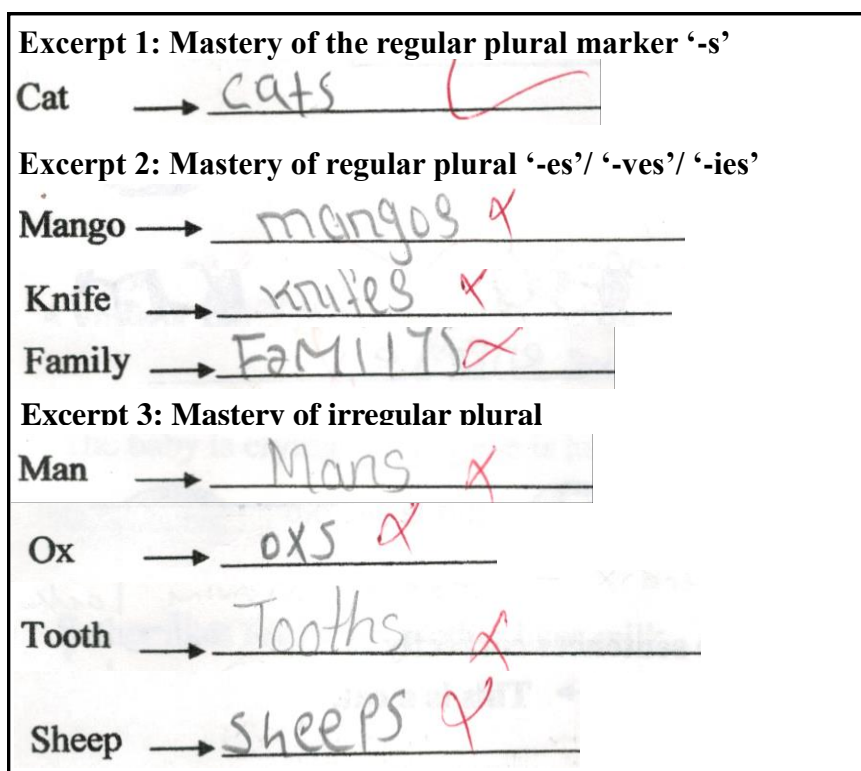 Excerpt 1: Mastery of the regular plural marker ‘-s’
Cat → cats
Excerpt 2: Mastery of regular plural ‘-es’/ ‘-ves’/ ‘-ies’
Mango → mangos
Knife → knifes
Family → Familys
Excerpt 3: Mastery of irregular plural
Man → Mans
Ox → oxs
Tooth → Tooths
Sheep → sheeps